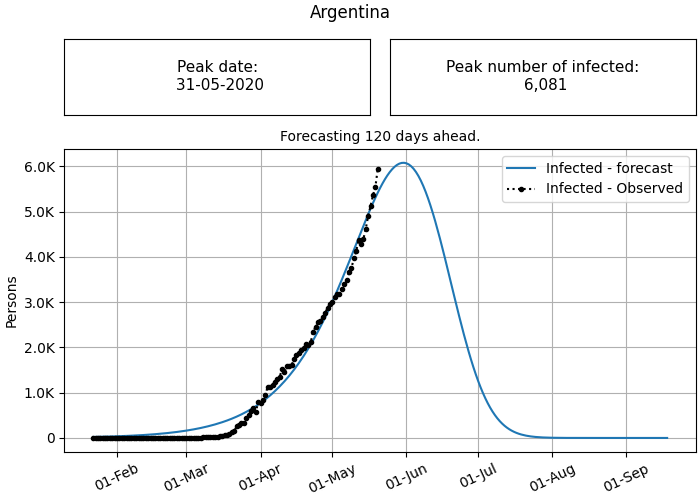 Argentina
Peak date:
31-05-2020
Peak number of infected:
6,081
Forecasting 120 days ahead.
Infected - forecast
Infected - Observed
Persons
6.0K
5.0K
4.0K
3.0K
2.0K
1.0K
0
01-Feb
01-Mar
01-Apr
01-May
01-Jun
01-Jul
01-Aug
01-Sep